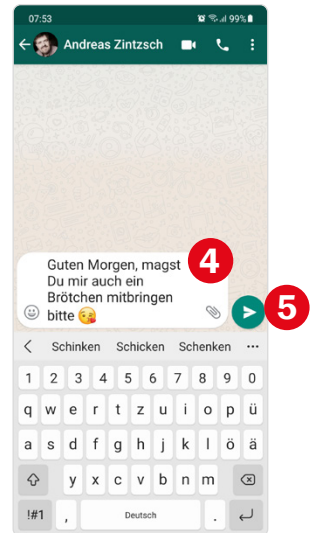 07:53 99%
Andreas Zintzsch
Guten Morgen, magst
Du mir auch ein
Brötchen mitbringen
bitte 😘
4
5
Schinken Schicken Schenken ...
1 2 3 4 5 6 7 8 9 0
q w e r t z u i o p ü
a s d f g h j k l ö ä
y x c v b n m
!#1 , Deutsch .